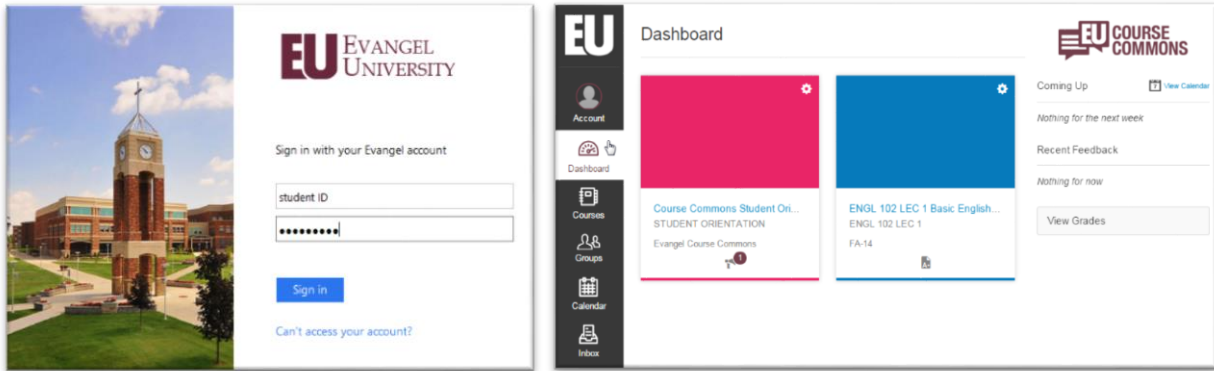 EU EVANGEL
UNIVERSITY
Sign in with your Evangel account
student ID
•••••••••
Sign in
Can't access your account?
EU
Account
Dashboard
Courses
Groups
Calendar
Inbox
Dashboard
Course Commons Student Ori...
STUDENT ORIENTATION
Evangel Course Commons
1
ENGL 102 LEC 1 Basic English...
ENGL 102 LEC 1
FA-14
EU COURSE
COMMONS
Coming Up
View Calendar
Nothing for the next week
Recent Feedback
Nothing for now
View Grades